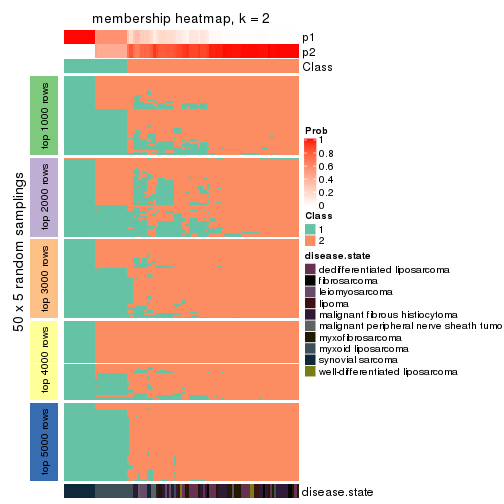 membership heatmap, k = 2
p1
p2
Class
50 x 5 random samplings
top 1000 rows
top 2000 rows
top 3000 rows
top 4000 rows
top 5000 rows
Prob
1
0.8
0.6
0.4
0.2
0
Class
1
2
disease.state
dedifferentiated liposarcoma
fibrosarcoma
leiomyosarcoma
lipoma
malignant fibrous histiocytoma
malignant peripheral nerve sheath tumo
myxofibrosarcoma
myxoid liposarcoma
synovial sarcoma
well-differentiated liposarcoma
disease.state